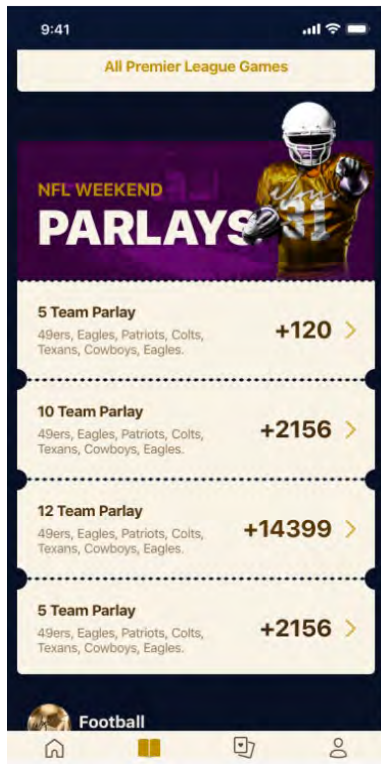 9:41
All Premier League Games
NFL WEEKEND
PARLAYS
5 Team Parlay
49ers, Eagles, Patriots, Colts,
Texans, Cowboys, Eagles.
+120
10 Team Parlay
49ers, Eagles, Patriots, Colts,
Texans, Cowboys, Eagles.
+2156
12 Team Parlay
49ers, Eagles, Patriots, Colts,
Texans, Cowboys, Eagles.
+14399
5 Team Parlay
49ers, Eagles, Patriots, Colts,
Texans, Cowboys, Eagles.
+2156
Football